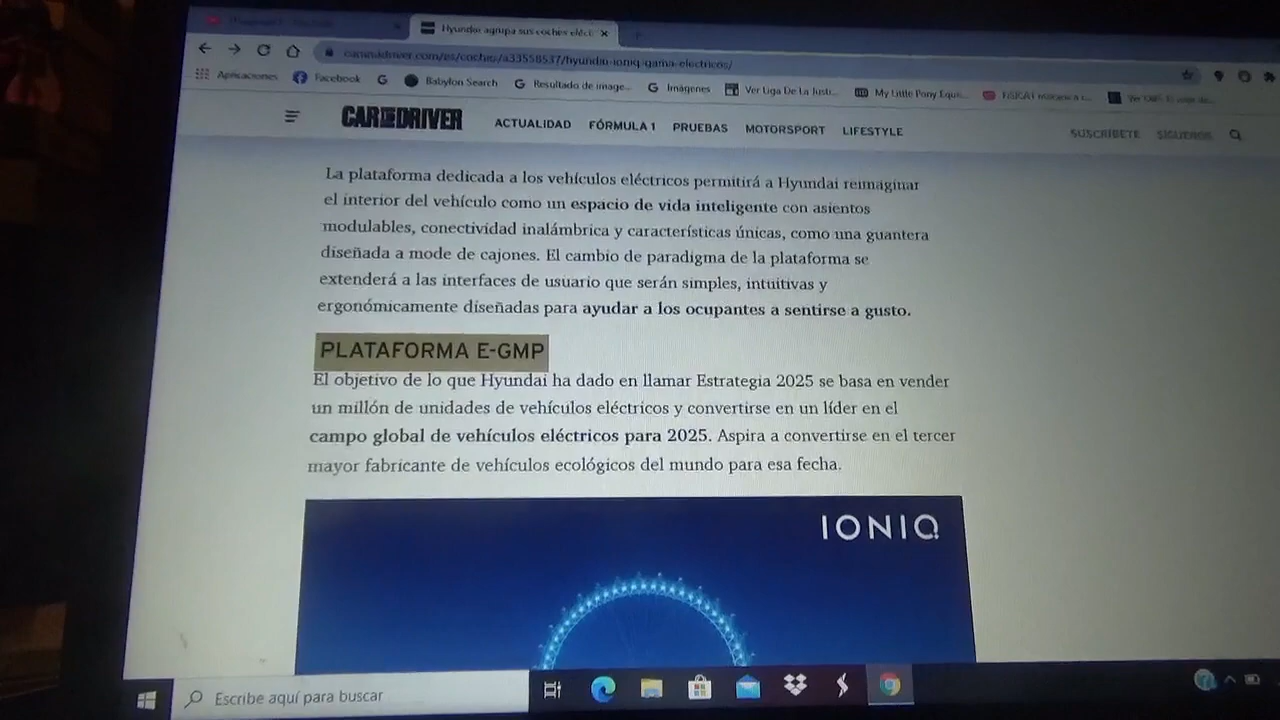 Hyundai agrupa sus coches eléct
caranddriver.com/es/coches/a33558537/hyundai-ioniq-gama-electricos/
Aplicaciones Facebook G Babylon Search G Resultado de image... G Imágenes Ver Liga De La Justi... My Little Pony Eque...
CAR AND DRIVER ACTUALIDAD FÓRMULA 1 PRUEBAS MOTORSPORT LIFESTYLE SUSCRÍBETE SÍGUENOS
La plataforma dedicada a los vehículos eléctricos permitirá a Hyundai reimaginar
el interior del vehículo como un espacio de vida inteligente con asientos
modulables, conectividad inalámbrica y características únicas, como una guantera
diseñada a mode de cajones. El cambio de paradigma de la plataforma se
extenderá a las interfaces de usuario que serán simples, intuitivas y
ergonómicamente diseñadas para ayudar a los ocupantes a sentirse a gusto.
PLATAFORMA E-GMP
El objetivo de lo que Hyundai ha dado en llamar Estrategia 2025 se basa en vender
un millón de unidades de vehículos eléctricos y convertirse en un líder en el
campo global de vehículos eléctricos para 2025. Aspira a convertirse en el tercer
mayor fabricante de vehículos ecológicos del mundo para esa fecha.
IONIQ
Escribe aquí para buscar